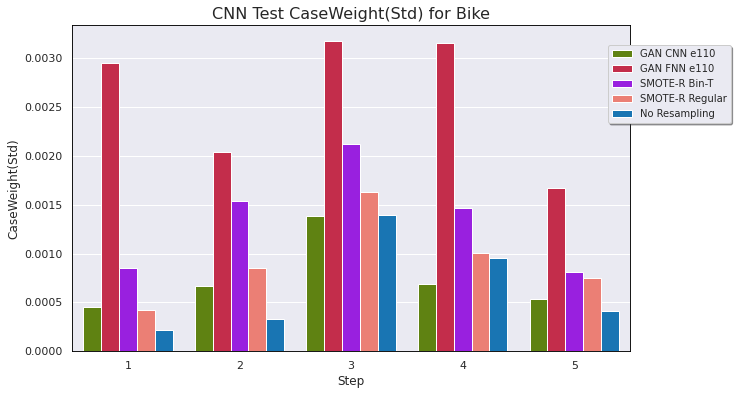 CNN Test CaseWeight(Std) for Bike
GAN CNN e110
GAN FNN e110
SMOTE-R Bin-T
SMOTE-R Regular
No Resampling
CaseWeight(Std)
0.0030
0.0025
0.0020
0.0015
0.0010
0.0005
0.0000
1 2 3 4 5
Step